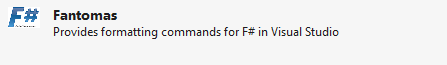 F# Fantomas
Provides formatting commands for F# in Visual Studio